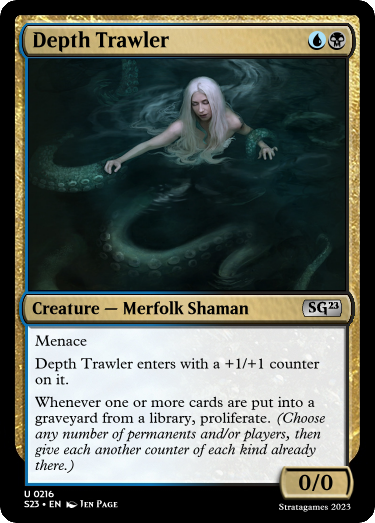 Depth Trawler
Creature — Merfolk Shaman
SG23
Menace
Depth Trawler enters with a +1/+1 counter
on it.
Whenever one or more cards are put into a
graveyard from a library, proliferate. (Choose
any number of permanents and/or players, then
give each another counter of each kind already
there.)
0/0
U 0216
S23 • EN Jen Page
Stratagames 2023